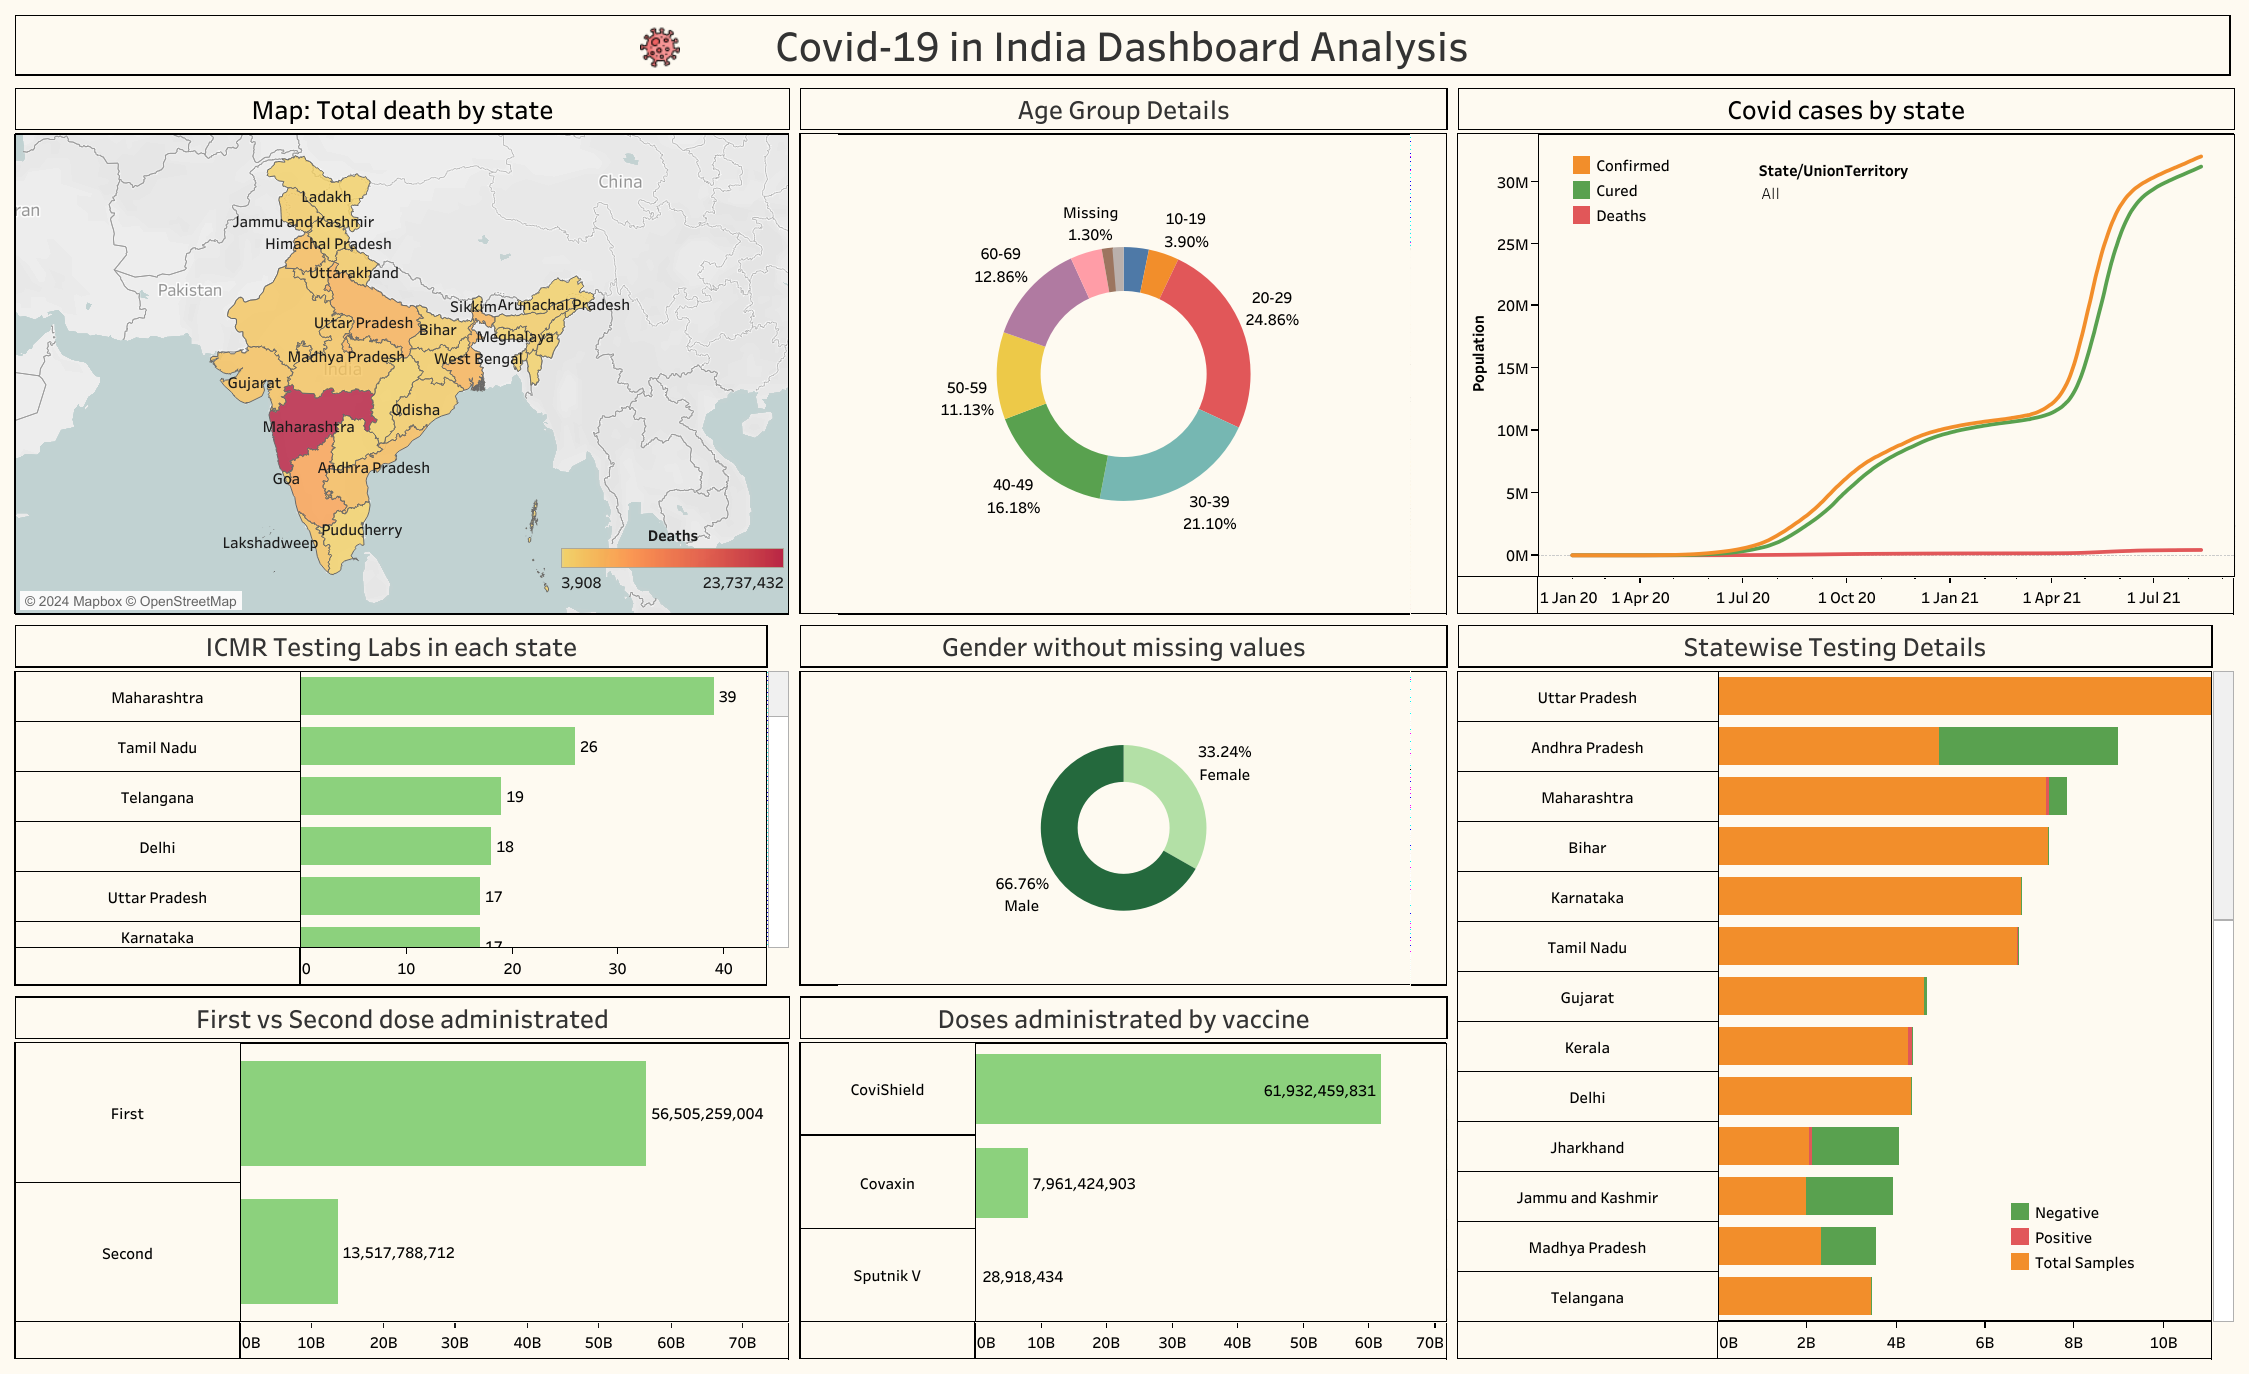 Covid-19 in India Dashboard Analysis
Map: Total death by state
China
ran
Pakistan
India
Ladakh
Jammu and Kashmir
Himachal Pradesh
Uttarakhand
Sikkim
Arunachal Pradesh
Uttar Pradesh
Bihar
Meghalaya
Madhya Pradesh
West Bengal
Gujarat
Odisha
Maharashtra
Andhra Pradesh
Goa
Puducherry
Lakshadweep
Deaths
3,908
23,737,432
© 2024 Mapbox © OpenStreetMap
Age Group Details
Missing
1.30%
10-19
3.90%
60-69
12.86%
20-29
24.86%
50-59
11.13%
40-49
16.18%
30-39
21.10%
Covid cases by state
Confirmed
Cured
Deaths
State/UnionTerritory
All
Population
30M
25M
20M
15M
10M
5M
0M
1 Jan 20
1 Apr 20
1 Jul 20
1 Oct 20
1 Jan 21
1 Apr 21
1 Jul 21
ICMR Testing Labs in each state
Maharashtra
39
Tamil Nadu
26
Telangana
19
Delhi
18
Uttar Pradesh
17
Karnataka
17
0
10
20
30
40
Gender without missing values
33.24%
Female
66.76%
Male
Statewise Testing Details
Uttar Pradesh
Andhra Pradesh
Maharashtra
Bihar
Karnataka
Tamil Nadu
Gujarat
Kerala
Delhi
Jharkhand
Jammu and Kashmir
Madhya Pradesh
Telangana
Negative
Positive
Total Samples
0B
2B
4B
6B
8B
10B
First vs Second dose administrated
First
56,505,259,004
Second
13,517,788,712
0B
10B
20B
30B
40B
50B
60B
70B
Doses administrated by vaccine
CoviShield
61,932,459,831
Covaxin
7,961,424,903
Sputnik V
28,918,434
0B
10B
20B
30B
40B
50B
60B
70B